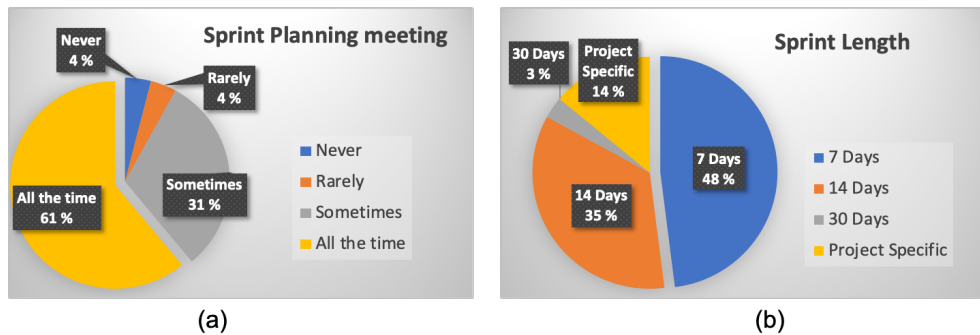 Sprint Planning meeting
Never
4 %
Rarely
4 %
Sometimes
31 %
All the time
61 %
Never
Rarely
Sometimes
All the time
(a)
Sprint Length
30 Days
3 %
Project
Specific
14 %
7 Days
48 %
14 Days
35 %
7 Days
14 Days
30 Days
Project Specific
(b)